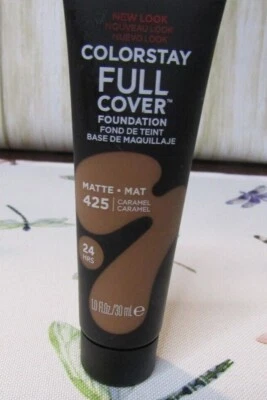 NEW LOOK
NOUVEAU LOOK
NUEVO LOOK
COLORSTAY
FULL
COVER™
FOUNDATION
FOND DE TEINT
BASE DE MAQUILLAJE
MATTE • MAT
425 | CARAMEL
CARAMEL
24
HRS
1.0 Fl.Oz./30 ml ℮